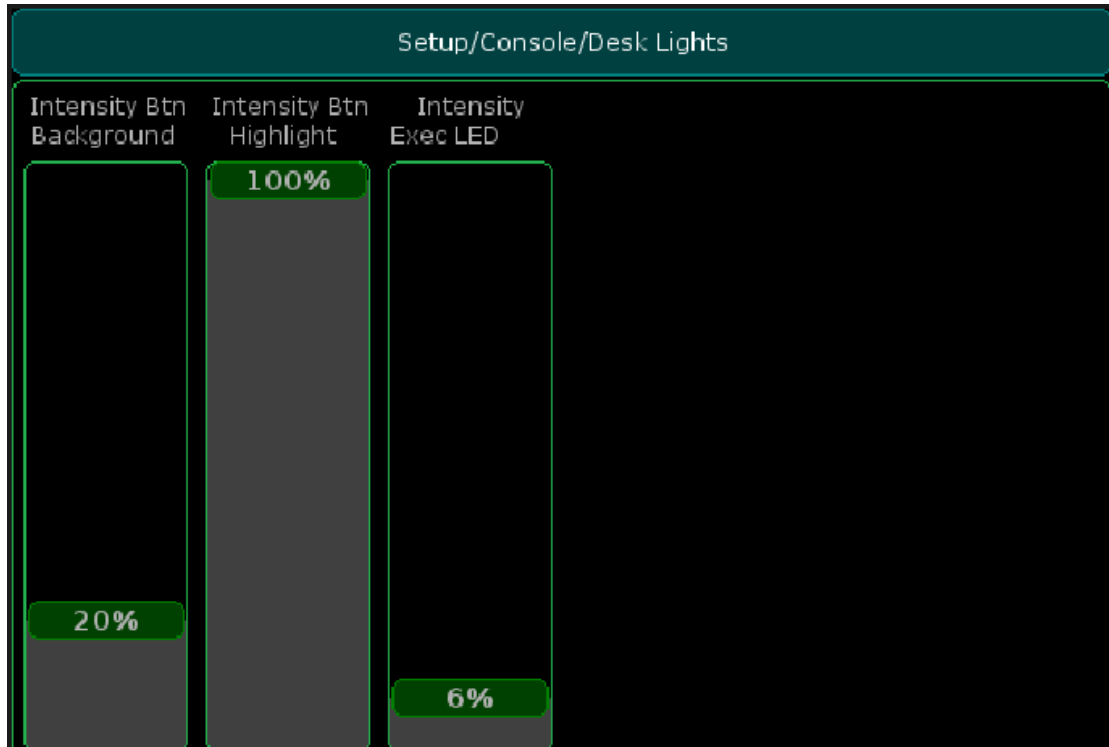 Setup/Console/Desk Lights
Intensity Btn
Background
Intensity Btn
Highlight
Intensity
Exec LED
100%
20%
6%